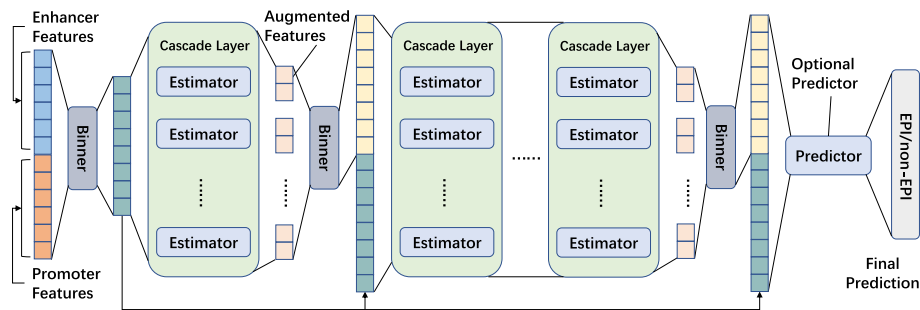 Enhancer
Features
Promoter
Features
Binner
Cascade Layer
Estimator
Estimator
......
Estimator
Augmented
Features
Binner
Cascade Layer
Estimator
Estimator
......
Estimator
......
Cascade Layer
Estimator
Estimator
......
Estimator
Binner
Optional
Predictor
Predictor
EPI/non-EPI
Final
Prediction